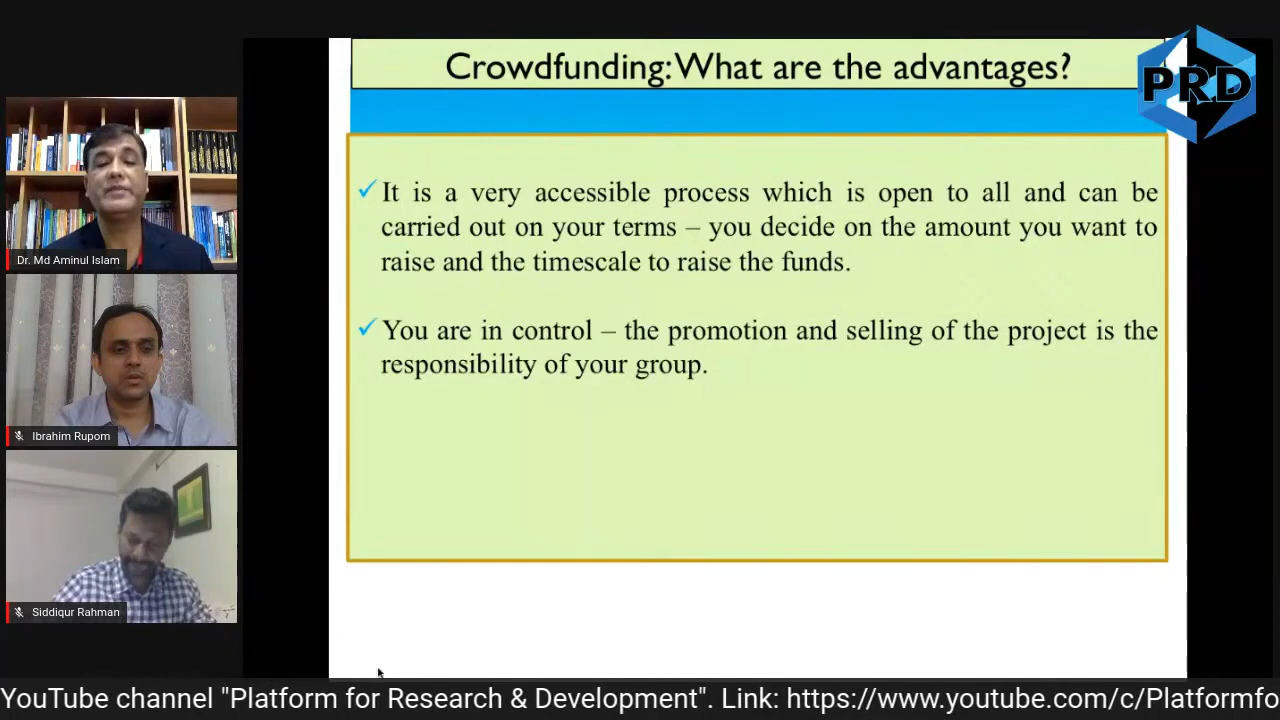 Crowdfunding: What are the advantages?
PRD
✓ It is a very accessible process which is open to all and can be
carried out on your terms – you decide on the amount you want to
raise and the timescale to raise the funds.
✓ You are in control – the promotion and selling of the project is the
responsibility of your group.
Dr. Md Aminul Islam
Ibrahim Rupom
Siddiqur Rahman
YouTube channel "Platform for Research & Development". Link: https://www.youtube.com/c/Platformfo